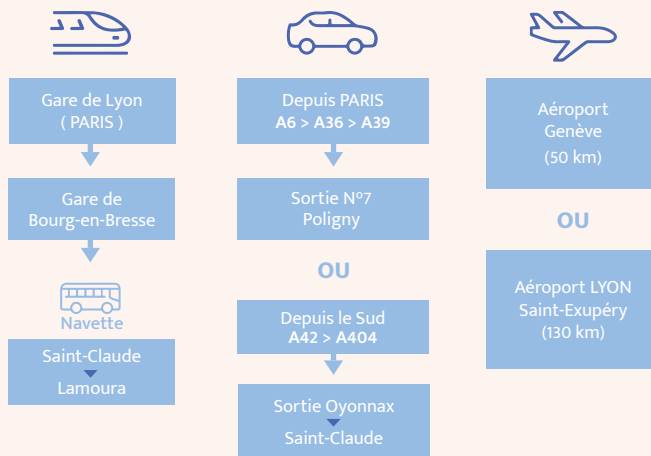 Gare de Lyon
( PARIS )
Gare de
Bourg-en-Bresse
Navette
Saint-Claude
Lamoura
Depuis PARIS
A6 > A36 > A39
Sortie Nº7
Poligny
OU
Depuis le Sud
A42 > A404
Sortie Oyonnax
Saint-Claude
Aéroport
Genève
(50 km)
OU
Aéroport LYON
Saint-Exupéry
(130 km)